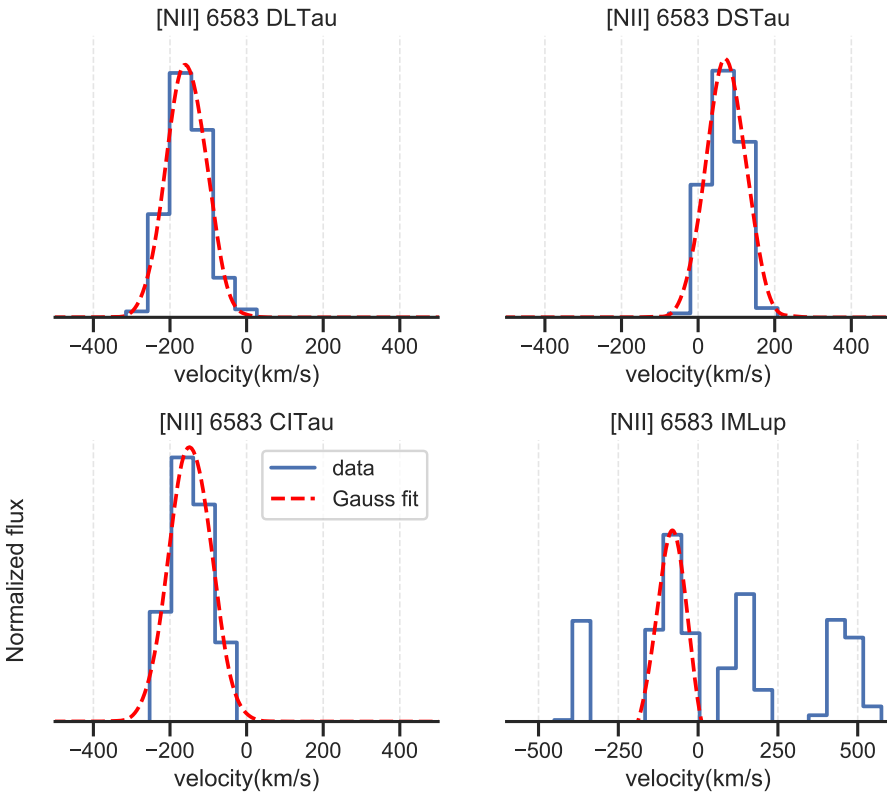 [NII] 6583 DLTau
[NII] 6583 DSTau
−400 −200 0 200 400
−400 −200 0 200 400
velocity(km/s)
velocity(km/s)
[NII] 6583 CITau
[NII] 6583 IMLup
data
Gauss fit
Normalized flux
−400 −200 0 200 400
−500 −250 0 250 500
velocity(km/s)
velocity(km/s)